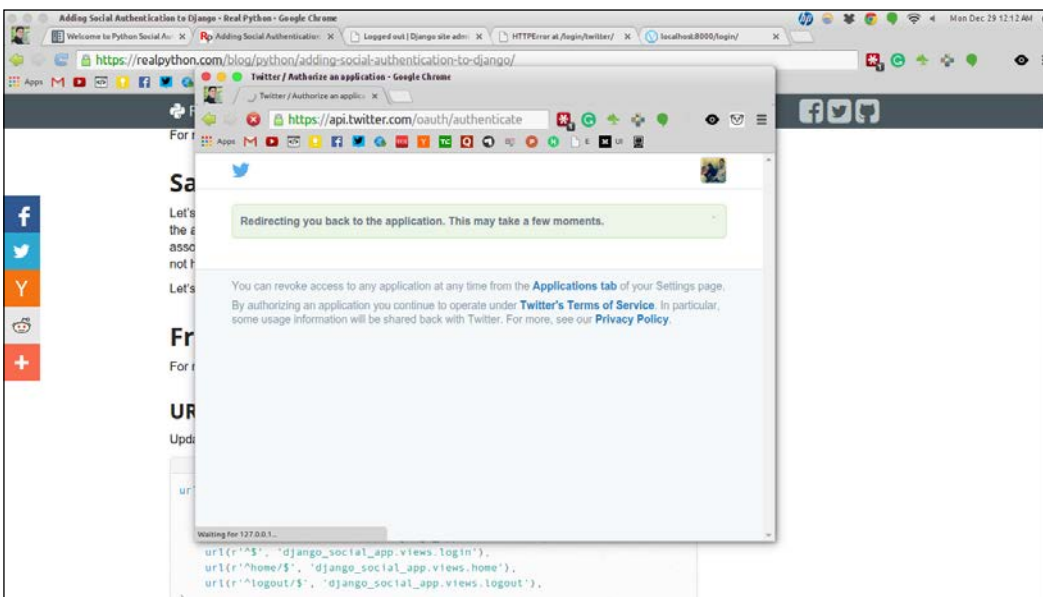 Adding Social Authentication to Django - Real Python - Google Chrome
Mon Dec 29 12:12 AM
Welcome to Python Social Au
Adding Social Authentication
Logged out | Django site adm
HTTPError at /login/twitter/
localhost:8000/login/
https://realpython.com/blog/python/adding-social-authentication-to-django/
Apps
Twitter / Authorize an application - Google Chrome
Twitter / Authorize an applic
https://api.twitter.com/oauth/authenticate
Apps
Redirecting you back to the application. This may take a few moments.
You can revoke access to any application at any time from the Applications tab of your Settings page.
By authorizing an application you continue to operate under Twitter's Terms of Service. In particular,
some usage information will be shared back with Twitter. For more, see our Privacy Policy.
Waiting for 127.0.0.1...
For
Sa
Let's
the a
asso
not h
Let's
Fr
For
UR
Upda
ur
url(r'^$', 'django_social_app.views.login'),
url(r'^home/$', 'django_social_app.views.home'),
url(r'^logout/$', 'django_social_app.views.logout'),